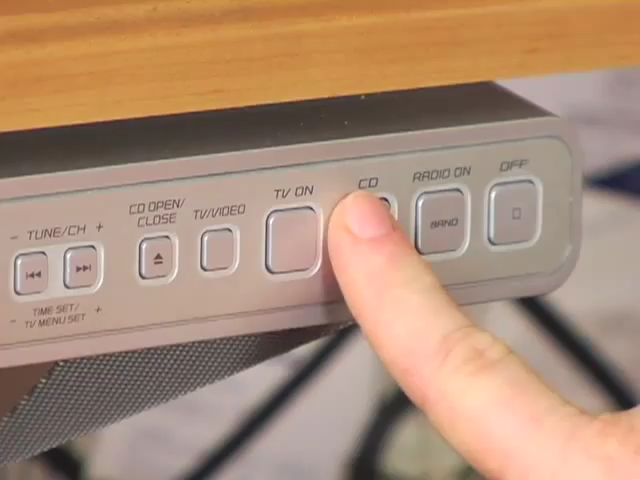 - TUNE/CH +
CD OPEN/
CLOSE
TV/VIDEO
TV ON
CD
RADIO ON
OFF
BAND
TIME SET/
- TV MENU SET +